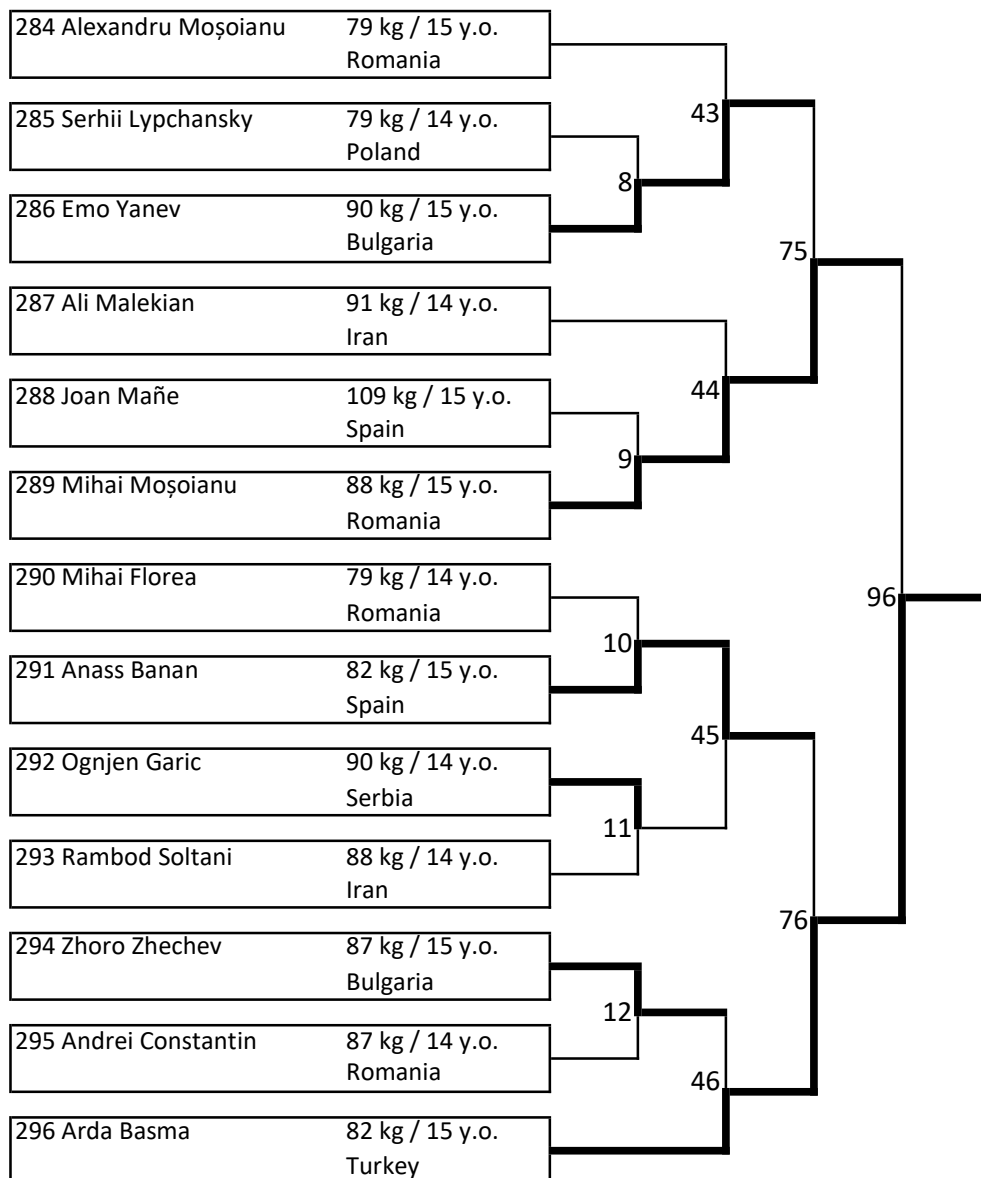 284 Alexandru Moșoianu 79 kg / 15 y.o.
Romania
43
285 Serhii Lypchansky 79 kg / 14 y.o.
Poland
8
286 Emo Yanev 90 kg / 15 y.o.
Bulgaria
75
287 Ali Malekian 91 kg / 14 y.o.
Iran
44
288 Joan Mañe 109 kg / 15 y.o.
Spain
9
289 Mihai Moșoianu 88 kg / 15 y.o.
Romania
290 Mihai Florea 79 kg / 14 y.o.
Romania
96
10
291 Anass Banan 82 kg / 15 y.o.
Spain
45
292 Ognjen Garic 90 kg / 14 y.o.
Serbia
11
293 Rambod Soltani 88 kg / 14 y.o.
Iran
76
294 Zhoro Zhechev 87 kg / 15 y.o.
Bulgaria
12
295 Andrei Constantin 87 kg / 14 y.o.
Romania
46
296 Arda Basma 82 kg / 15 y.o.
Turkey